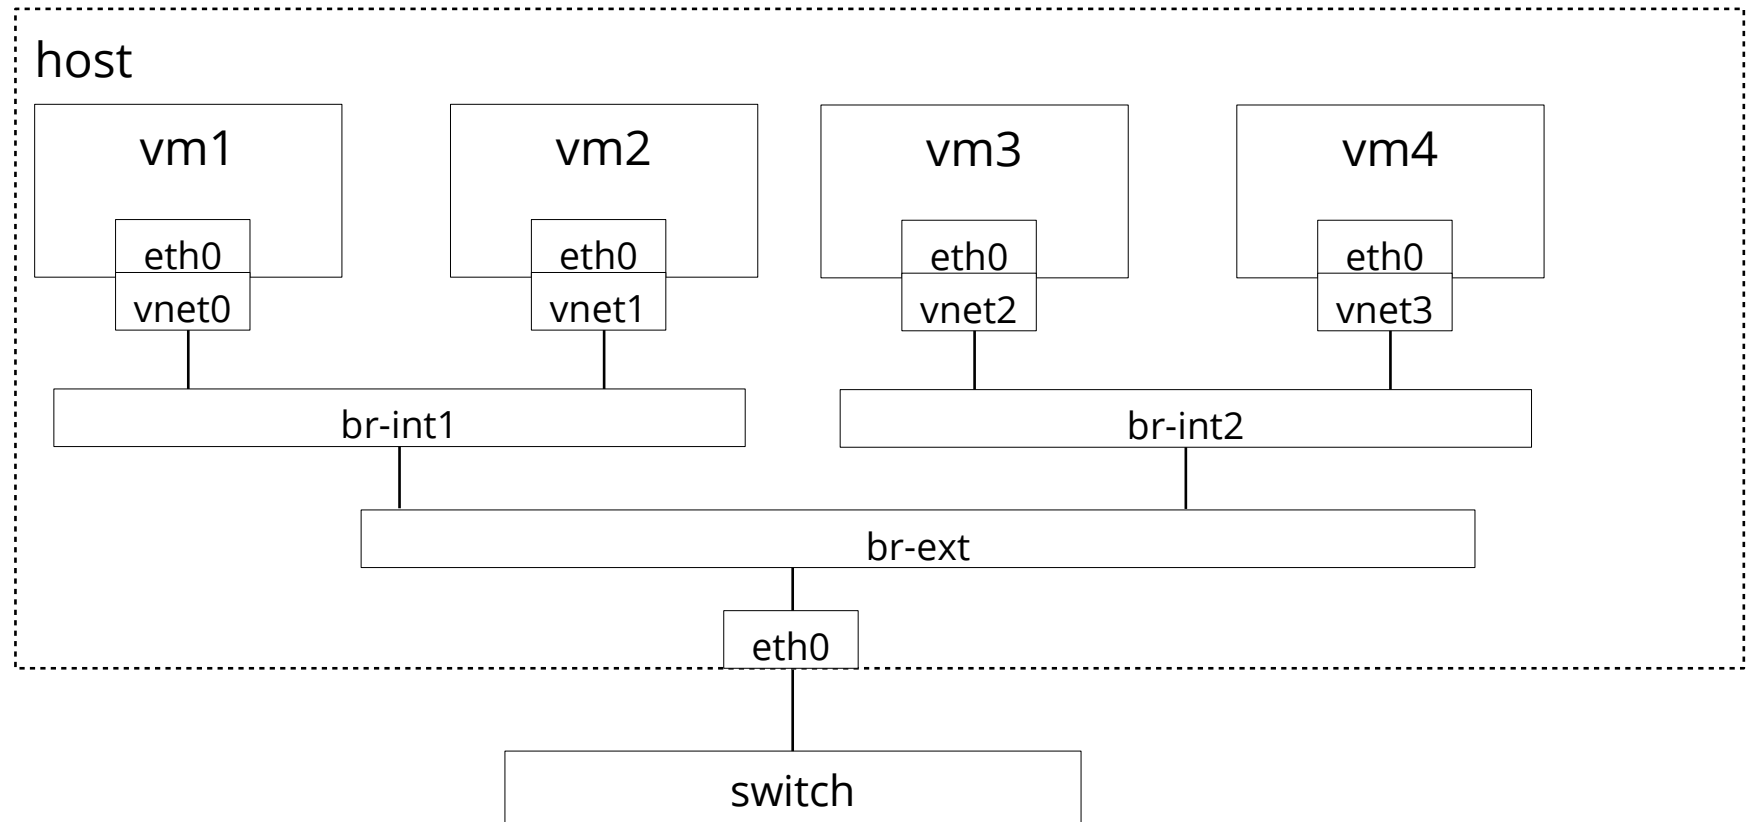 host
vm1 vm2 vm3 vm4
eth0 eth0 eth0 eth0
vnet0 vnet1 vnet2 vnet3
br-int1 br-int2
br-ext
eth0
switch